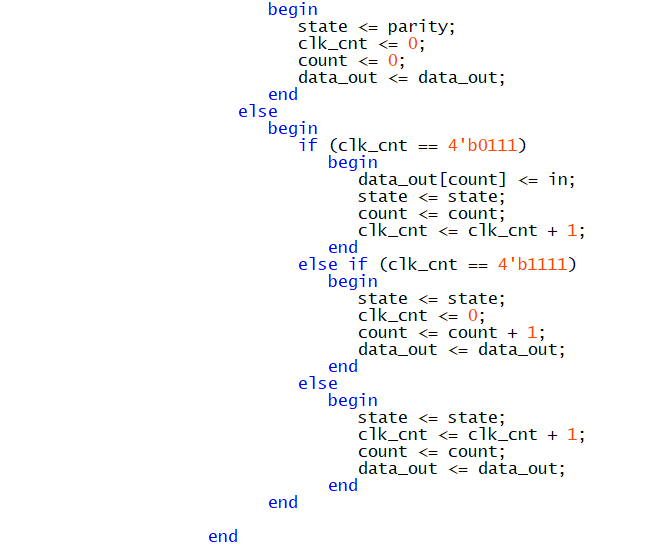 begin
state <= parity;
clk_cnt <= 0;
count <= 0;
data_out <= data_out;
end
else
begin
if (clk_cnt == 4'b0111)
begin
data_out[count] <= in;
state <= state;
count <= count;
clk_cnt <= clk_cnt + 1;
end
else if (clk_cnt == 4'b1111)
begin
state <= state;
clk_cnt <= 0;
count <= count + 1;
data_out <= data_out;
end
else
begin
state <= state;
clk_cnt <= clk_cnt + 1;
count <= count;
data_out <= data_out;
end
end
end